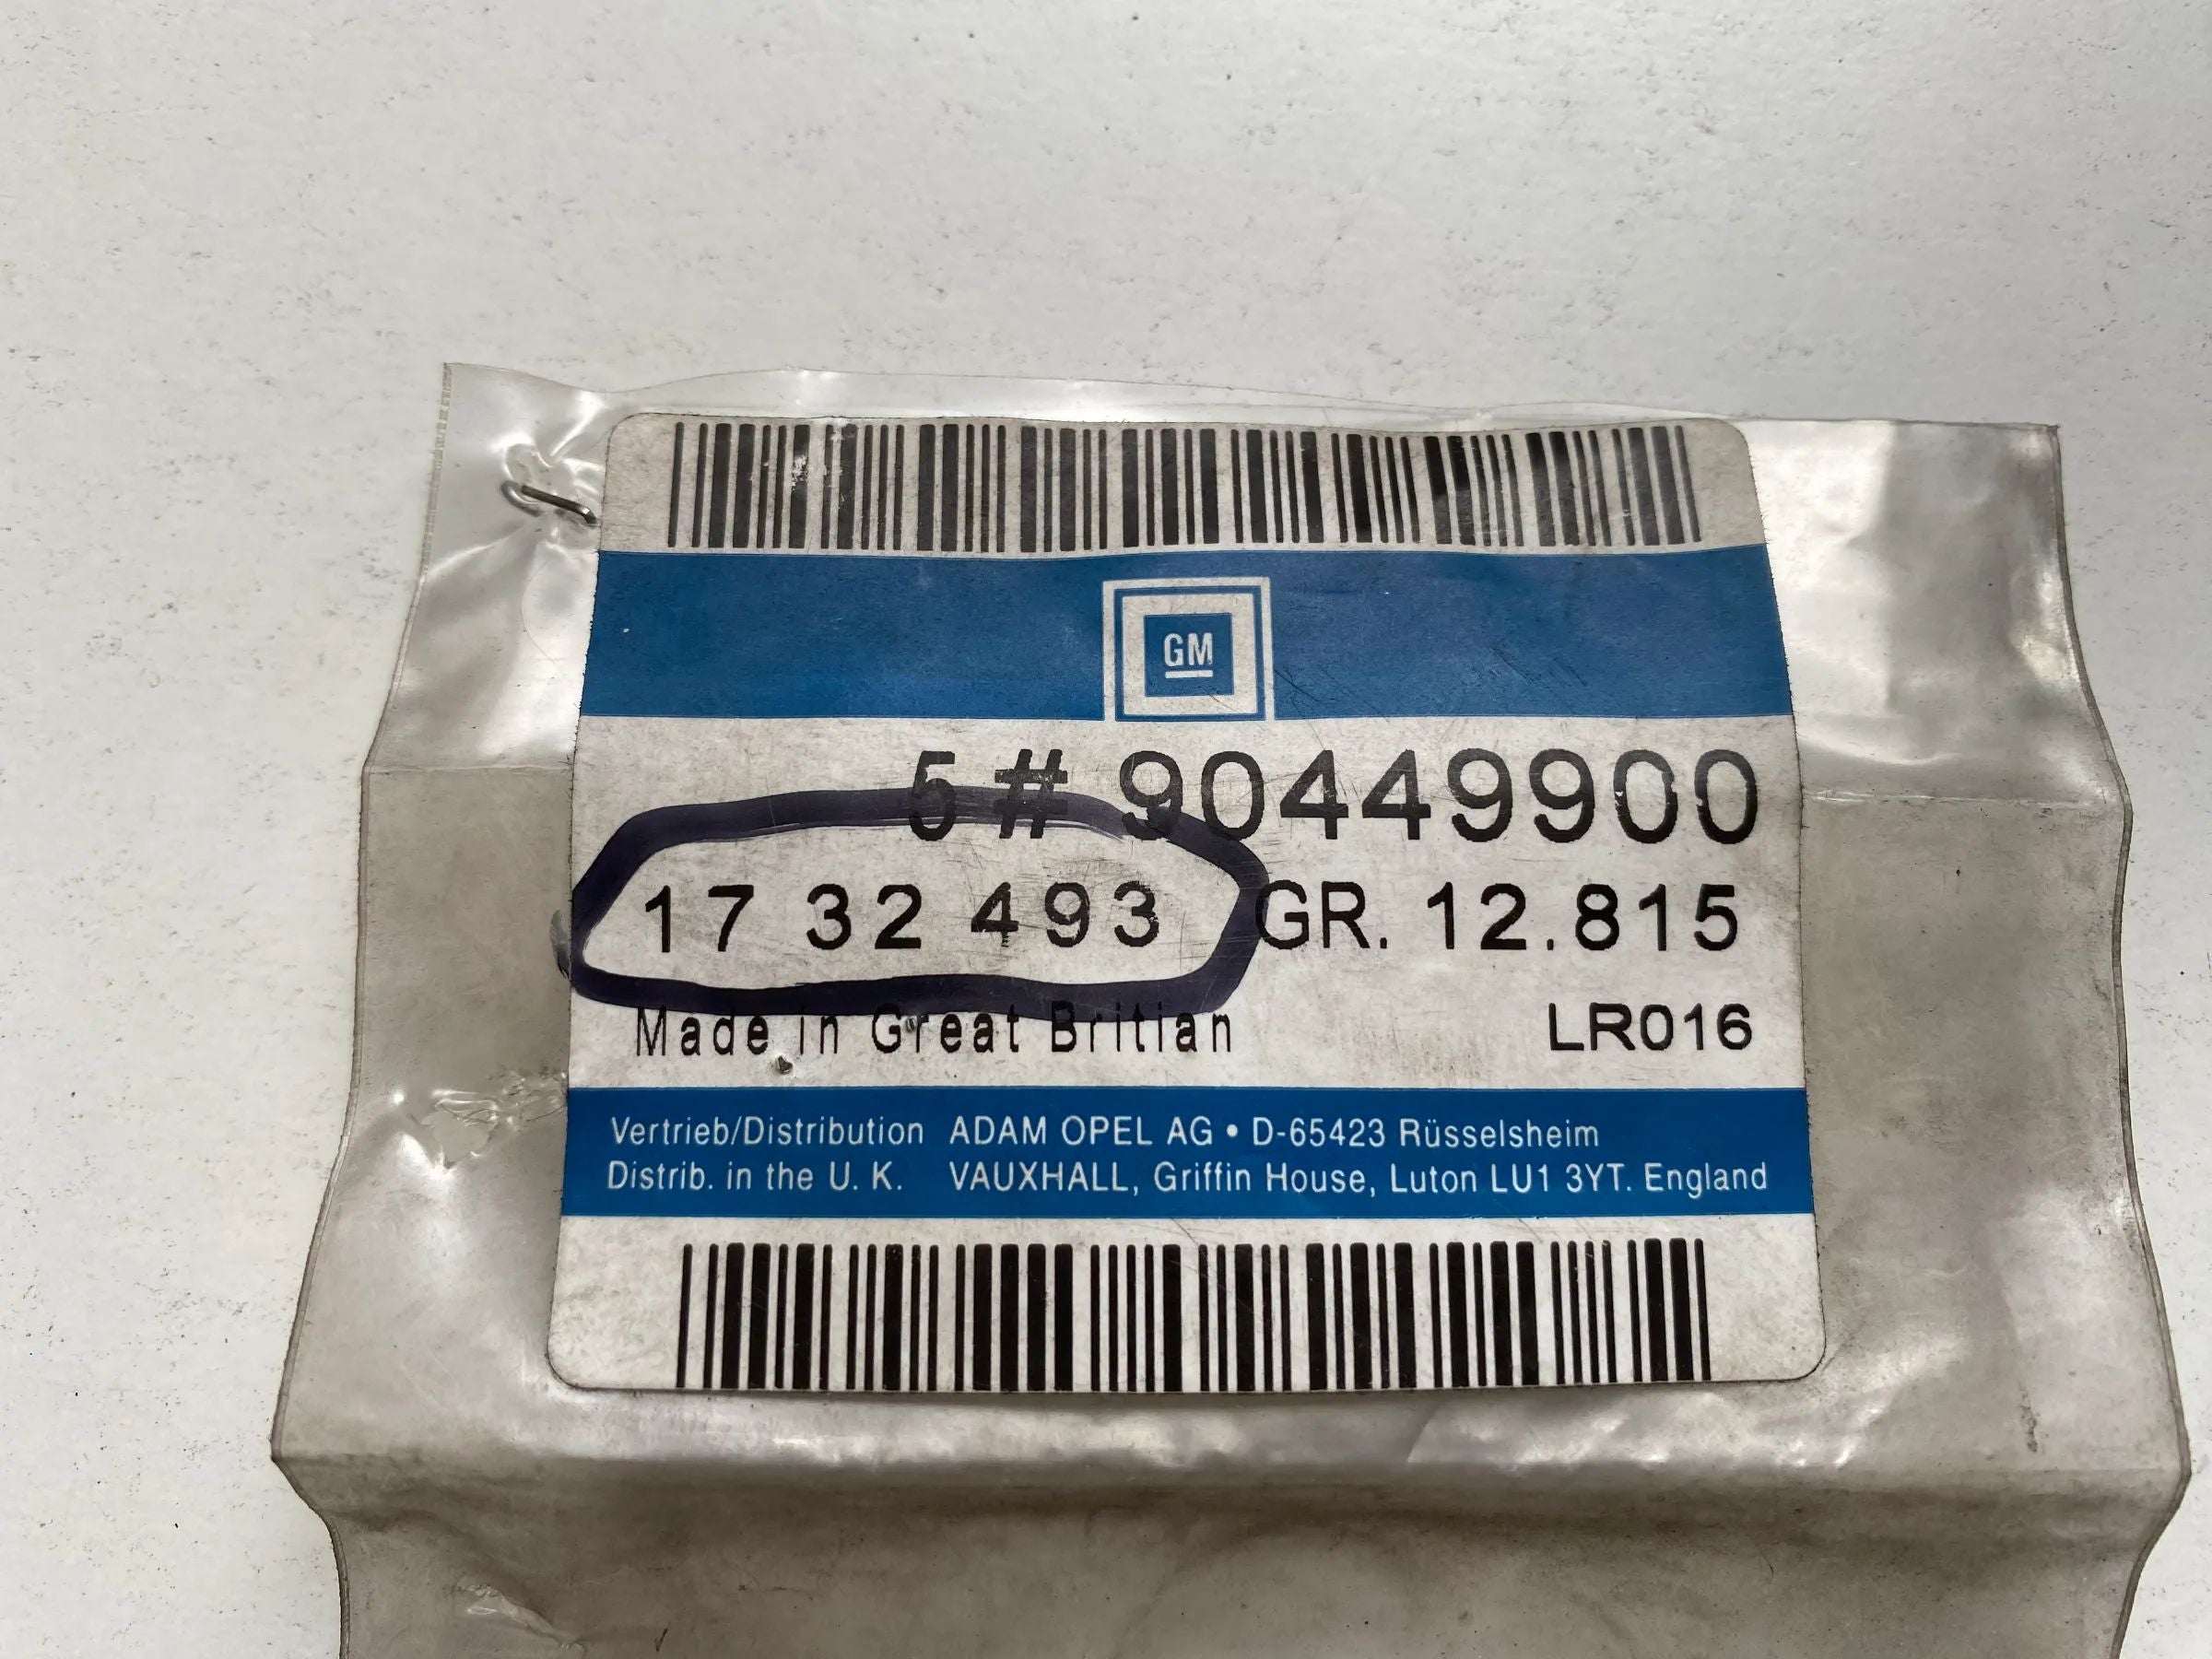 GM
5# 90449900
17 32 493 GR. 12.815
Made in Great Britian LR016
Vertrieb/Distribution ADAM OPEL AG • D-65423 Rüsselsheim
Distrib. in the U. K. VAUXHALL, Griffin House, Luton LU1 3YT. England